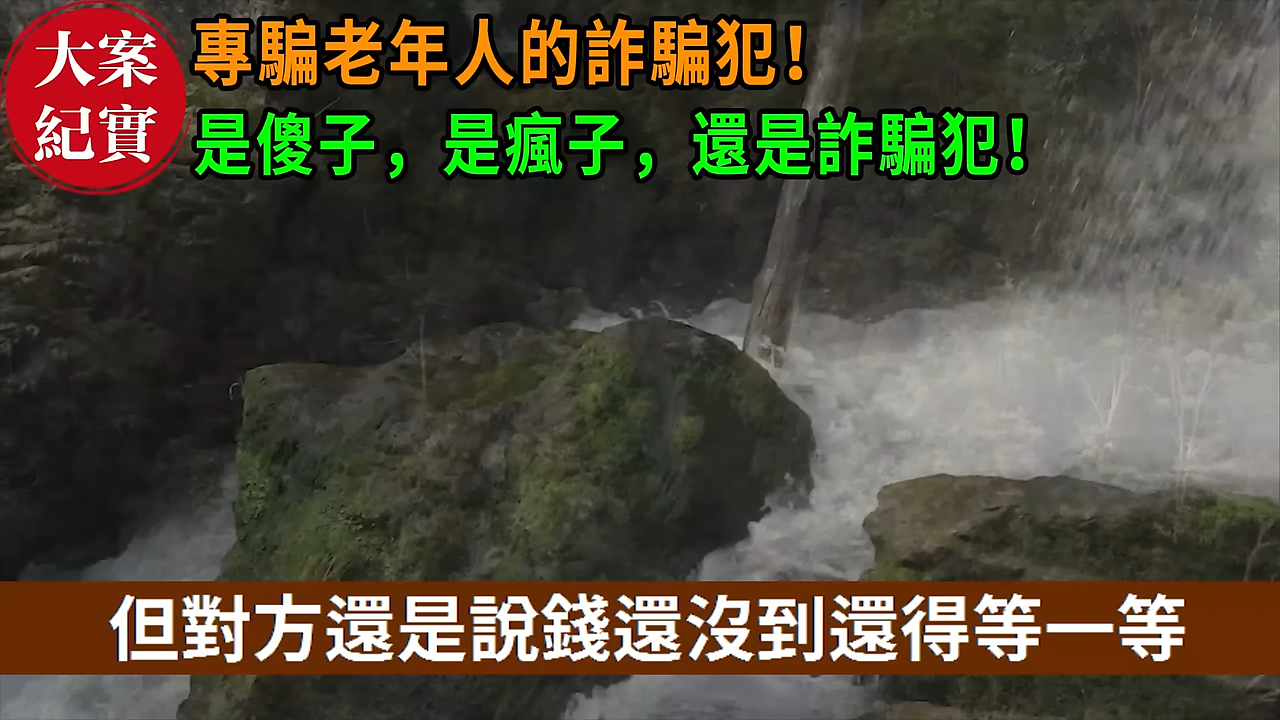 大案
紀實
專騙老年人的詐騙犯！
是傻子，是瘋子，還是詐騙犯！
但對方還是說錢還沒到還得等一等